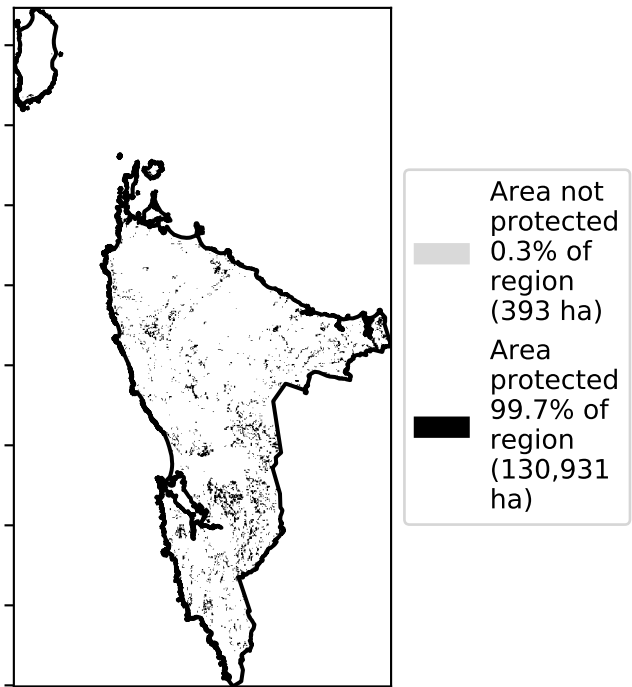 Area not
protected
0.3% of
region
(393 ha)
Area
protected
99.7% of
region
(130,931
ha)